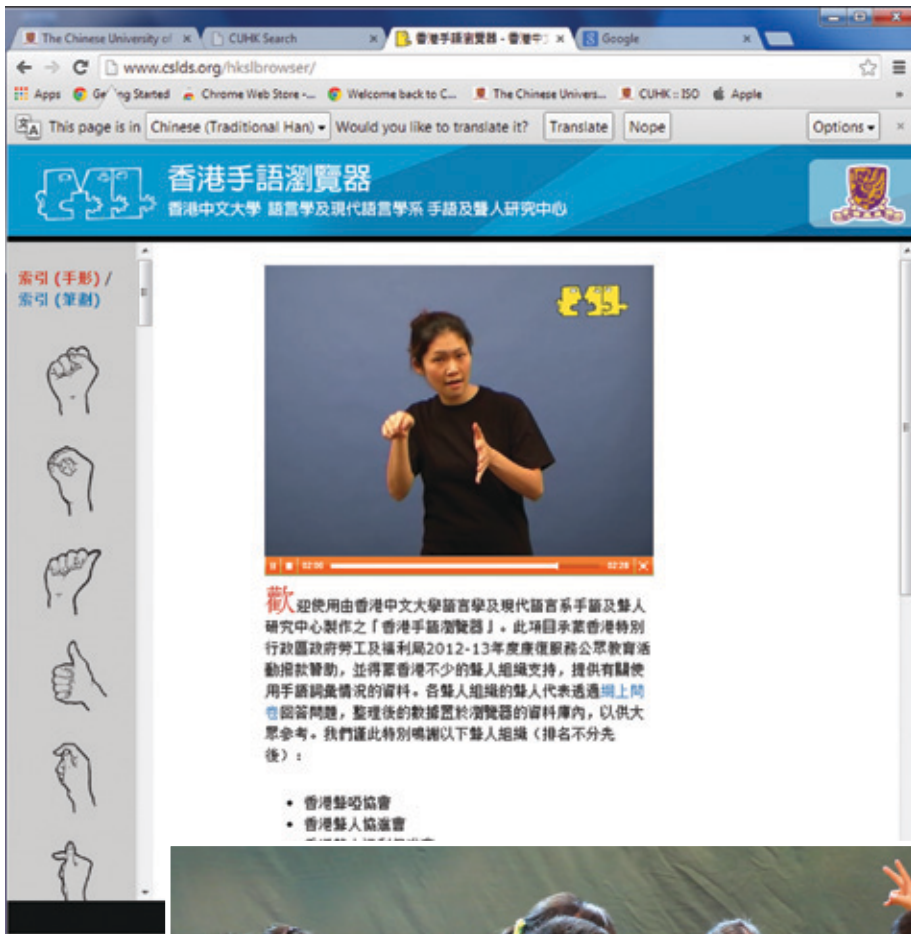 The Chinese University of
CUHK Search
香港手語瀏覽器 - 香港中
Google
www.cslds.org/hkslbrowser/
Apps
Started
Chrome Web Store -...
Welcome back to C...
The Chinese Univers...
CUHK :: ISO
Apple
This page is in Chinese (Traditional Han) Would you like to translate it? Translate Nope Options
香港手語瀏覽器
香港中文大學 語言學及現代語言學系 手語及聾人研究中心
索引 (手形) /
索引 (筆劃)
02:00
02:28
歡迎使用由香港中文大學語言學及現代語言系手語及聾人
研究中心製作之「香港手語瀏覽器」。此項目承蒙香港特別
行政區政府勞工及福利局2012-13年度康復服務公眾教育活
動撥款贊助，並得蒙香港不少的聾人組織支持，提供有關使
用手語詞彙情況的資料。各聾人組織的聾人代表透過網上問
卷回答問題，整理後的數據置於瀏覽器的資料庫內，以供大
眾參考。我們謹此特別鳴謝以下聾人組織（排名不分先
後）：
• 香港聾啞協會
• 香港聾人協進會